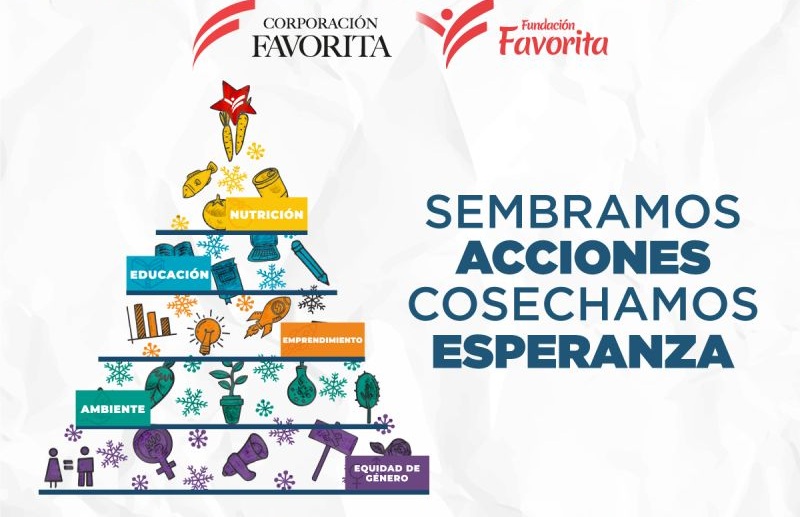 CORPORACIÓN
FAVORITA
Fundación
Favorita
NUTRICIÓN
EDUCACIÓN
EMPRENDIMIENTO
AMBIENTE
EQUIDAD DE
GÉNERO
SEMBRAMOS
ACCIONES
COSECHAMOS
ESPERANZA